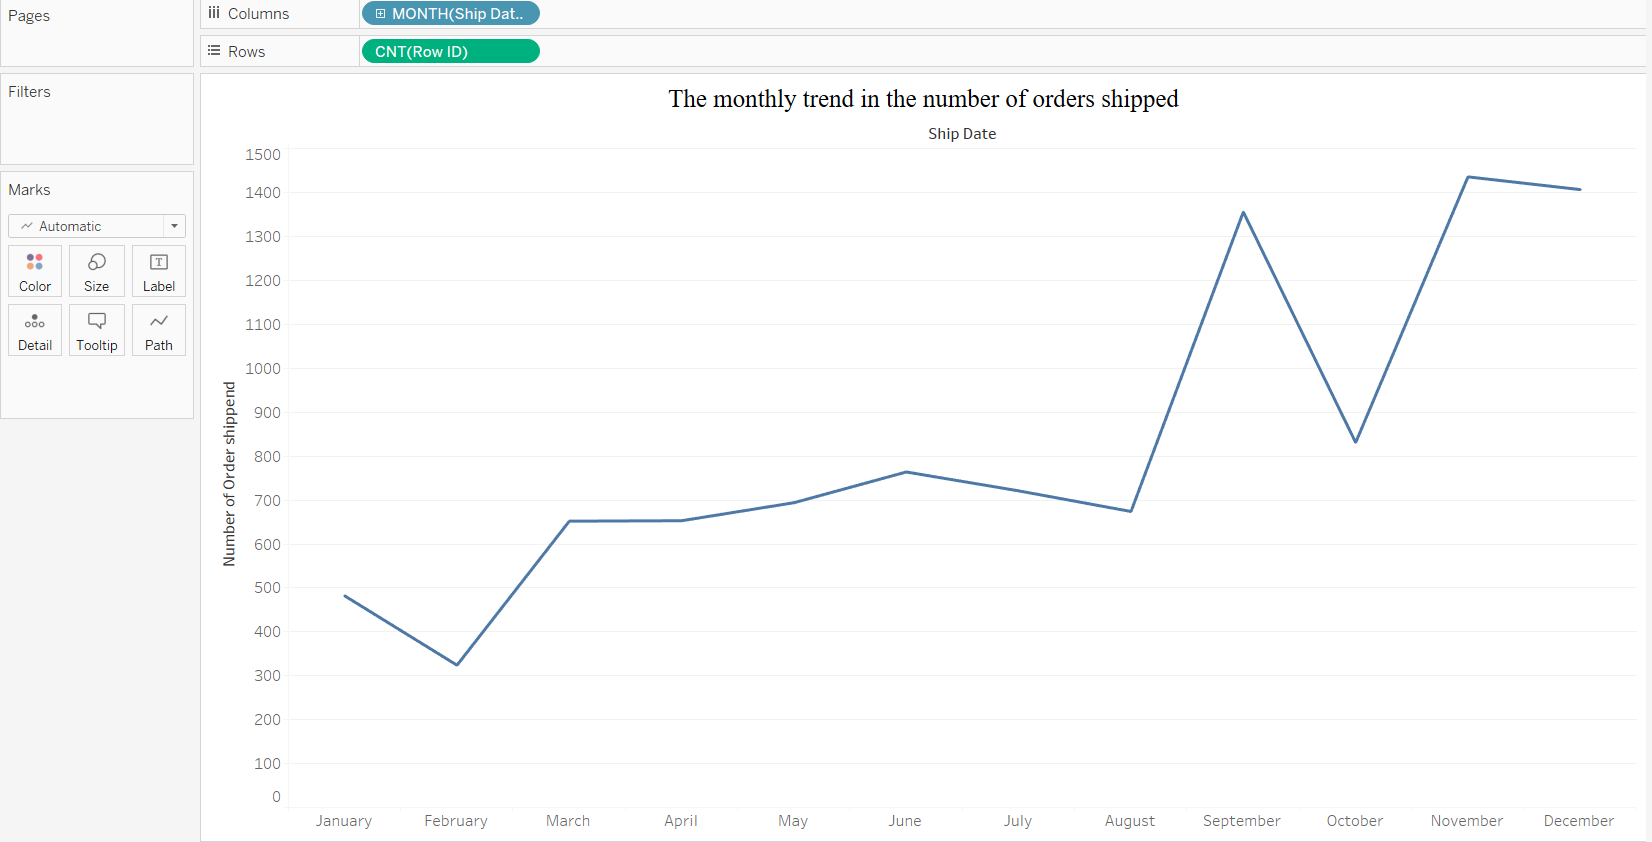 Pages
Columns
MONTH(Ship Dat..
Rows
CNT(Row ID)
Filters
Marks
Automatic
Color
Size
Label
Detail
Tooltip
Path
The monthly trend in the number of orders shipped
Ship Date
1500
1400
1300
1200
1100
1000
900
800
700
600
500
400
300
200
100
0
Number of Order shippend
January February March April May June July August September October November December